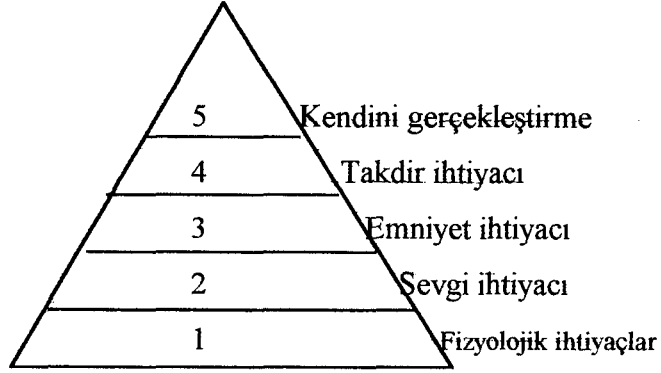 5 Kendini gerçekleştirme
4 Takdir ihtiyacı
3 Emniyet ihtiyacı
2 Sevgi ihtiyacı
1 Fizyolojik ihtiyaçlar